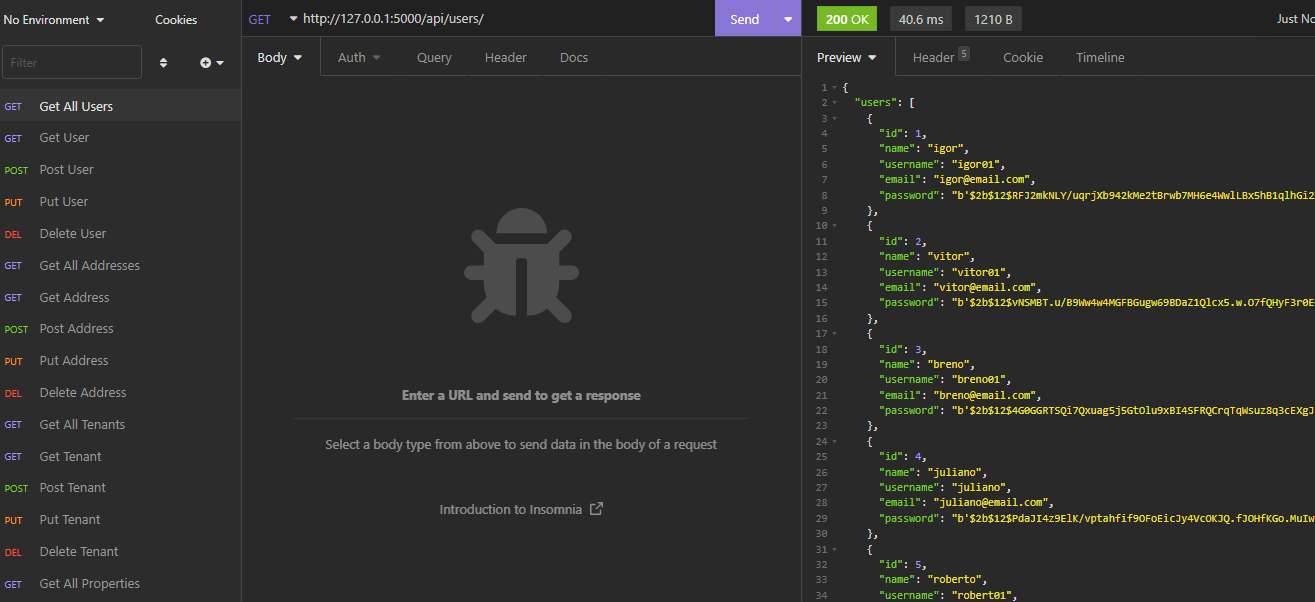 No Environment
Cookies
Filter
GET Get All Users
GET Get User
POST Post User
PUT Put User
DEL Delete User
GET Get All Addresses
GET Get Address
POST Post Address
PUT Put Address
DEL Delete Address
GET Get All Tenants
GET Get Tenant
POST Post Tenant
PUT Put Tenant
DEL Delete Tenant
GET Get All Properties
GET http://127.0.0.1:5000/api/users/
Send
Body Auth Query Header Docs
Enter a URL and send to get a response
Select a body type from above to send data in the body of a request
Introduction to Insomnia
200 OK 40.6 ms 1210 B Just No
Preview Header 5 Cookie Timeline
1 {
2 "users": [
3 {
4 "id": 1,
5 "name": "igor",
6 "username": "igor01",
7 "email": "igor@email.com",
8 "password": "b'$2b$12$RFJ2mkNLY/uqrjXb942kMe2tBrwb7MH6e4WwlLBx5hB1qlhGi2
9 },
10 {
11 "id": 2,
12 "name": "vitor",
13 "username": "vitor01",
14 "email": "vitor@email.com",
15 "password": "b'$2b$12$vNSMBT.u/B9Ww4w4MGFBGugw69BDaZ1Qlcx5.w.O7fQHyF3r0E
16 },
17 {
18 "id": 3,
19 "name": "breno",
20 "username": "breno01",
21 "email": "breno@email.com",
22 "password": "b'$2b$12$4G0GGRTSQi7Qxuag5j5GtOlu9xBI4SFRQCrqTqWsuz8q3cEXgJ
23 },
24 {
25 "id": 4,
26 "name": "juliano",
27 "username": "juliano",
28 "email": "juliano@email.com",
29 "password": "b'$2b$12$PdaJI4z9ElK/vptahfif9OFoEicJy4VcOKJQ.fJOHfKGo.MuIw
30 },
31 {
32 "id": 5,
33 "name": "roberto",
34 "username": "robert01",